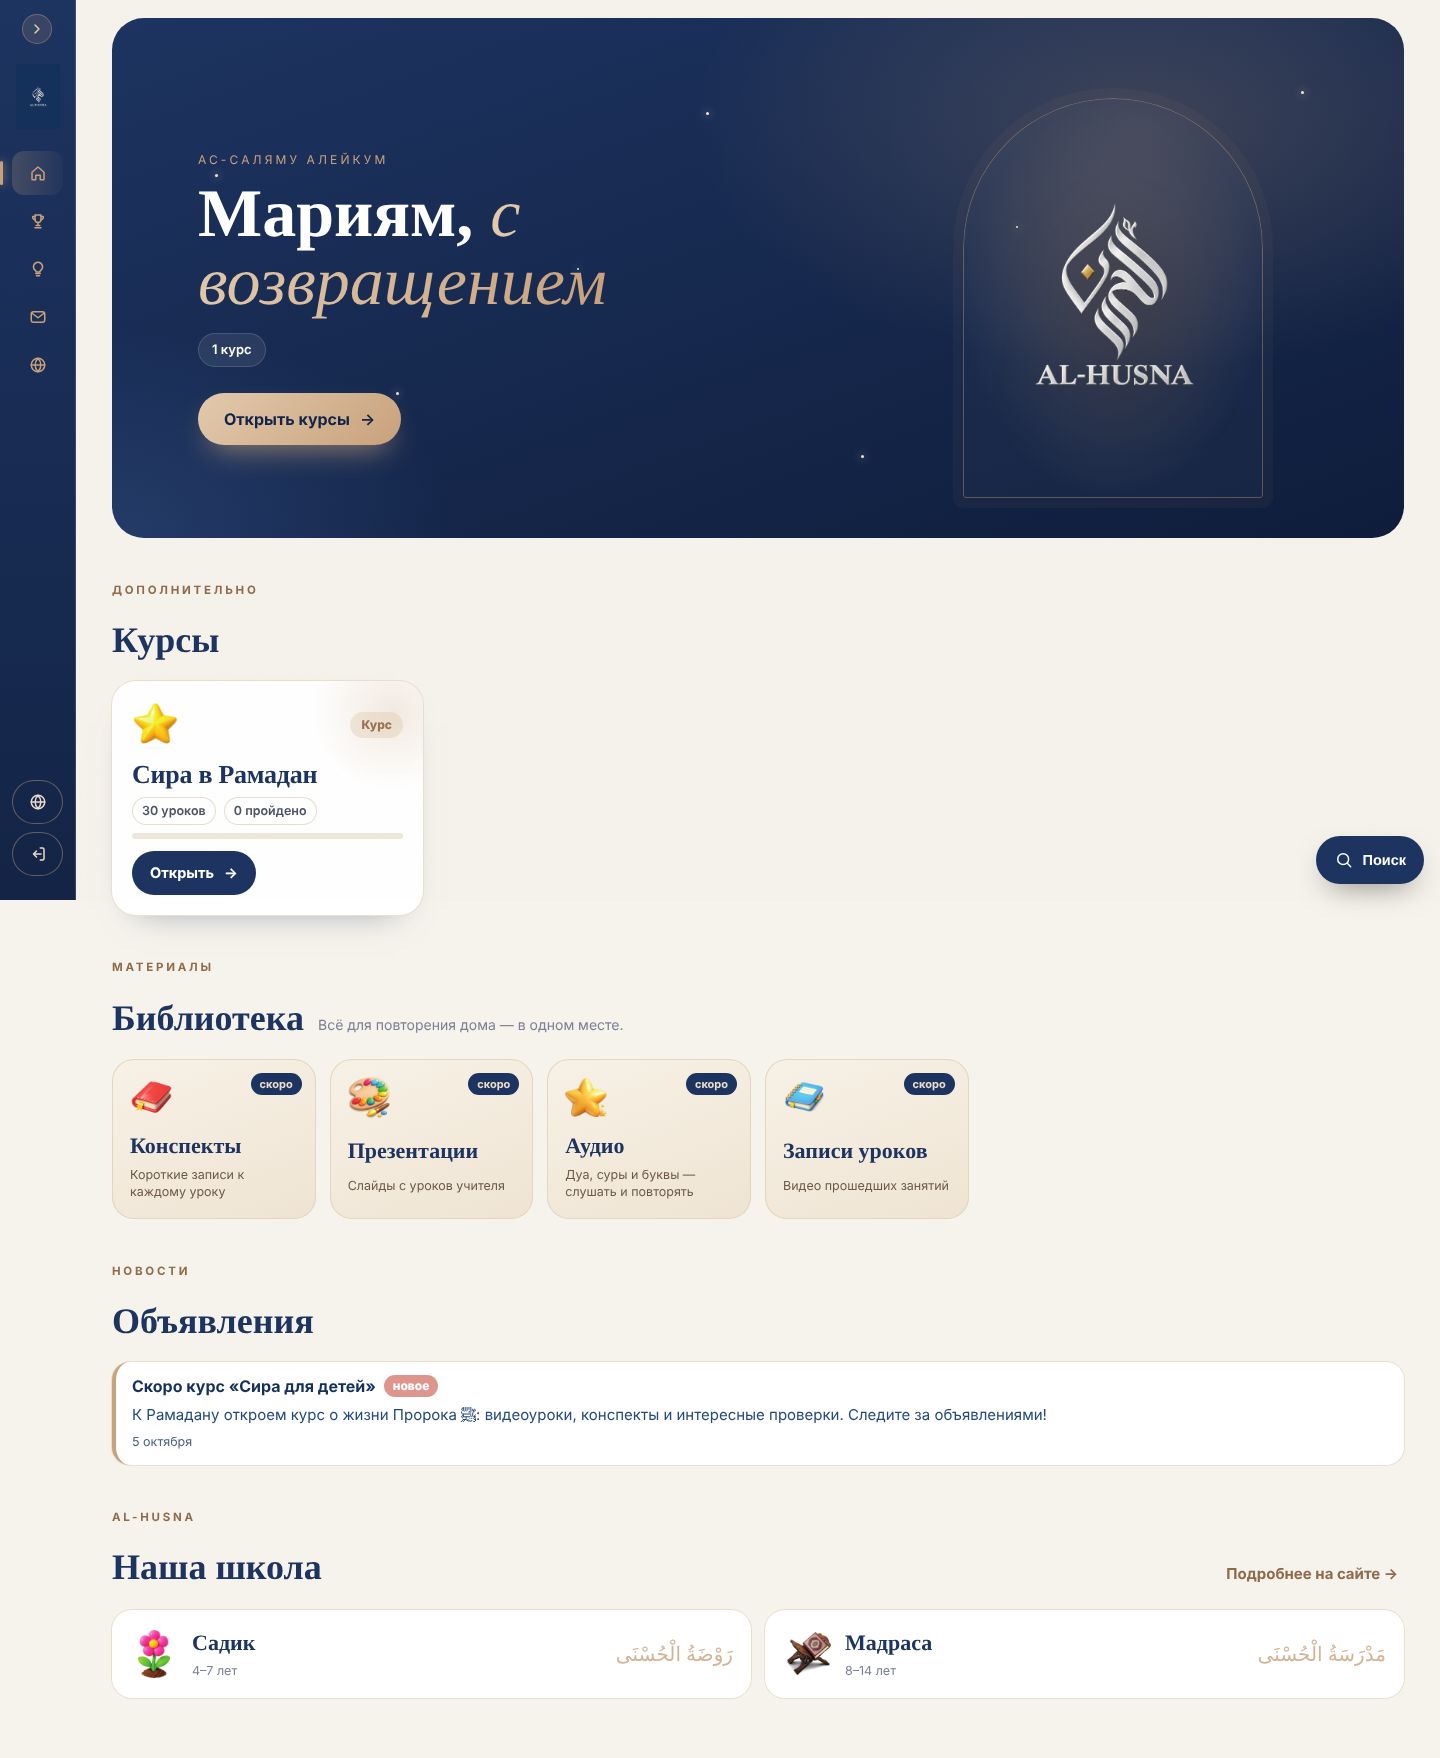 АС-САЛЯМУ АЛЕЙКУМ
Мариям, с
возвращением
1 курс
Открыть курсы →
AL-HUSNA
ДОПОЛНИТЕЛЬНО
Курсы
Курс
Сира в Рамадан
30 уроков 0 пройдено
Открыть →
Поиск
МАТЕРИАЛЫ
Библиотека Всё для повторения дома — в одном месте.
скоро
Конспекты
Короткие записи к
каждому уроку
скоро
Презентации
Слайды с уроков учителя
скоро
Аудио
Дуа, суры и буквы —
слушать и повторять
скоро
Записи уроков
Видео прошедших занятий
НОВОСТИ
Объявления
Скоро курс «Сира для детей» новое
К Рамадану откроем курс о жизни Пророка ﷺ: видеоуроки, конспекты и интересные проверки. Следите за объявлениями!
5 октября
AL-HUSNA
Наша школа
Подробнее на сайте →
Садик
4–7 лет
رَوْضَةُ الْحُسْنَى
Мадраса
8–14 лет
مَدْرَسَةُ الْحُسْنَى